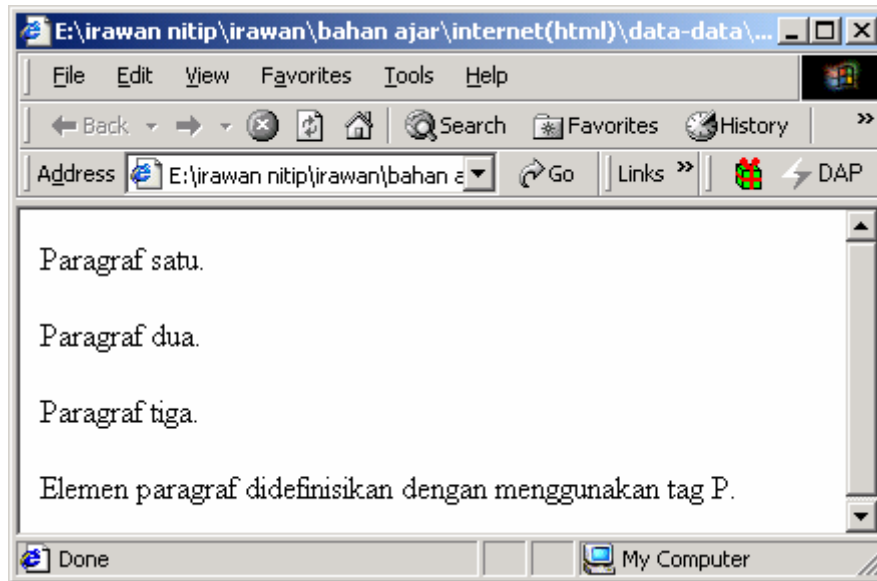 E:\irawan nitip\irawan\bahan ajar\internet(html)\data-data\...
File Edit View Favorites Tools Help
Back Search Favorites History »
Address E:\irawan nitip\irawan\bahan a Go Links » DAP
Paragraf satu.
Paragraf dua.
Paragraf tiga.
Elemen paragraf didefinisikan dengan menggunakan tag P.
Done My Computer